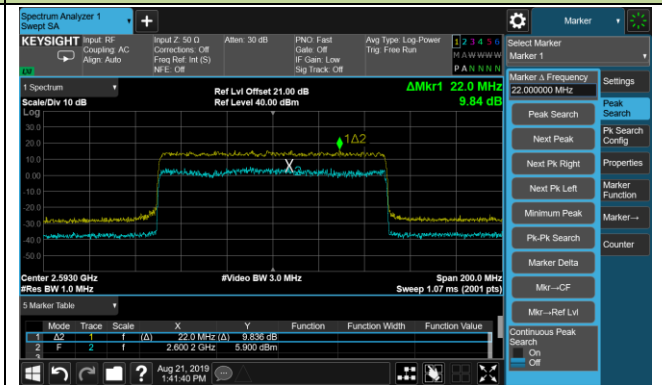 Spectrum Analyzer 1
Swept SA
+
Marker
KEYSIGHT
Input: RF
Coupling: AC
Align: Auto
Input Z: 50 Ω
Corrections: Off
Freq Ref: Int (S)
NFE: Off
Atten: 30 dB
PNO: Fast
Gate: Off
IF Gain: Low
Sig Track: Off
Avg Type: Log-Power
Trig: Free Run
1 2 3 4 5 6
M A W W W W
P A N N N N
Select Marker
Marker 1
1 Spectrum
Scale/Div 10 dB
Ref Lvl Offset 21.00 dB
Ref Level 40.00 dBm
ΔMkr1 22.0 MHz
9.84 dB
Log
30.0
20.0
10.0
0.00
-10.0
-20.0
-30.0
-40.0
-50.0
1Δ2
X2
Center 2.5930 GHz
#Res BW 1.0 MHz
#Video BW 3.0 MHz
Span 200.0 MHz
Sweep 1.07 ms (2001 pts)
5 Marker Table
Mode Trace Scale X Y Function Function Width Function Value
1 Δ2 1 f (Δ) 22.0 MHz (Δ) 9.836 dB
2 F 2 f 2.600 2 GHz 5.900 dBm
3
Marker Δ Frequency
22.000000 MHz
Peak Search
Next Peak
Next Pk Right
Next Pk Left
Minimum Peak
Pk-Pk Search
Marker Delta
Mkr→CF
Mkr→Ref Lvl
Continuous Peak
Search
On
Off
Settings
Peak
Search
Pk Search
Config
Properties
Marker
Function
Marker→
Counter
?
Aug 21, 2019
1:41:40 PM